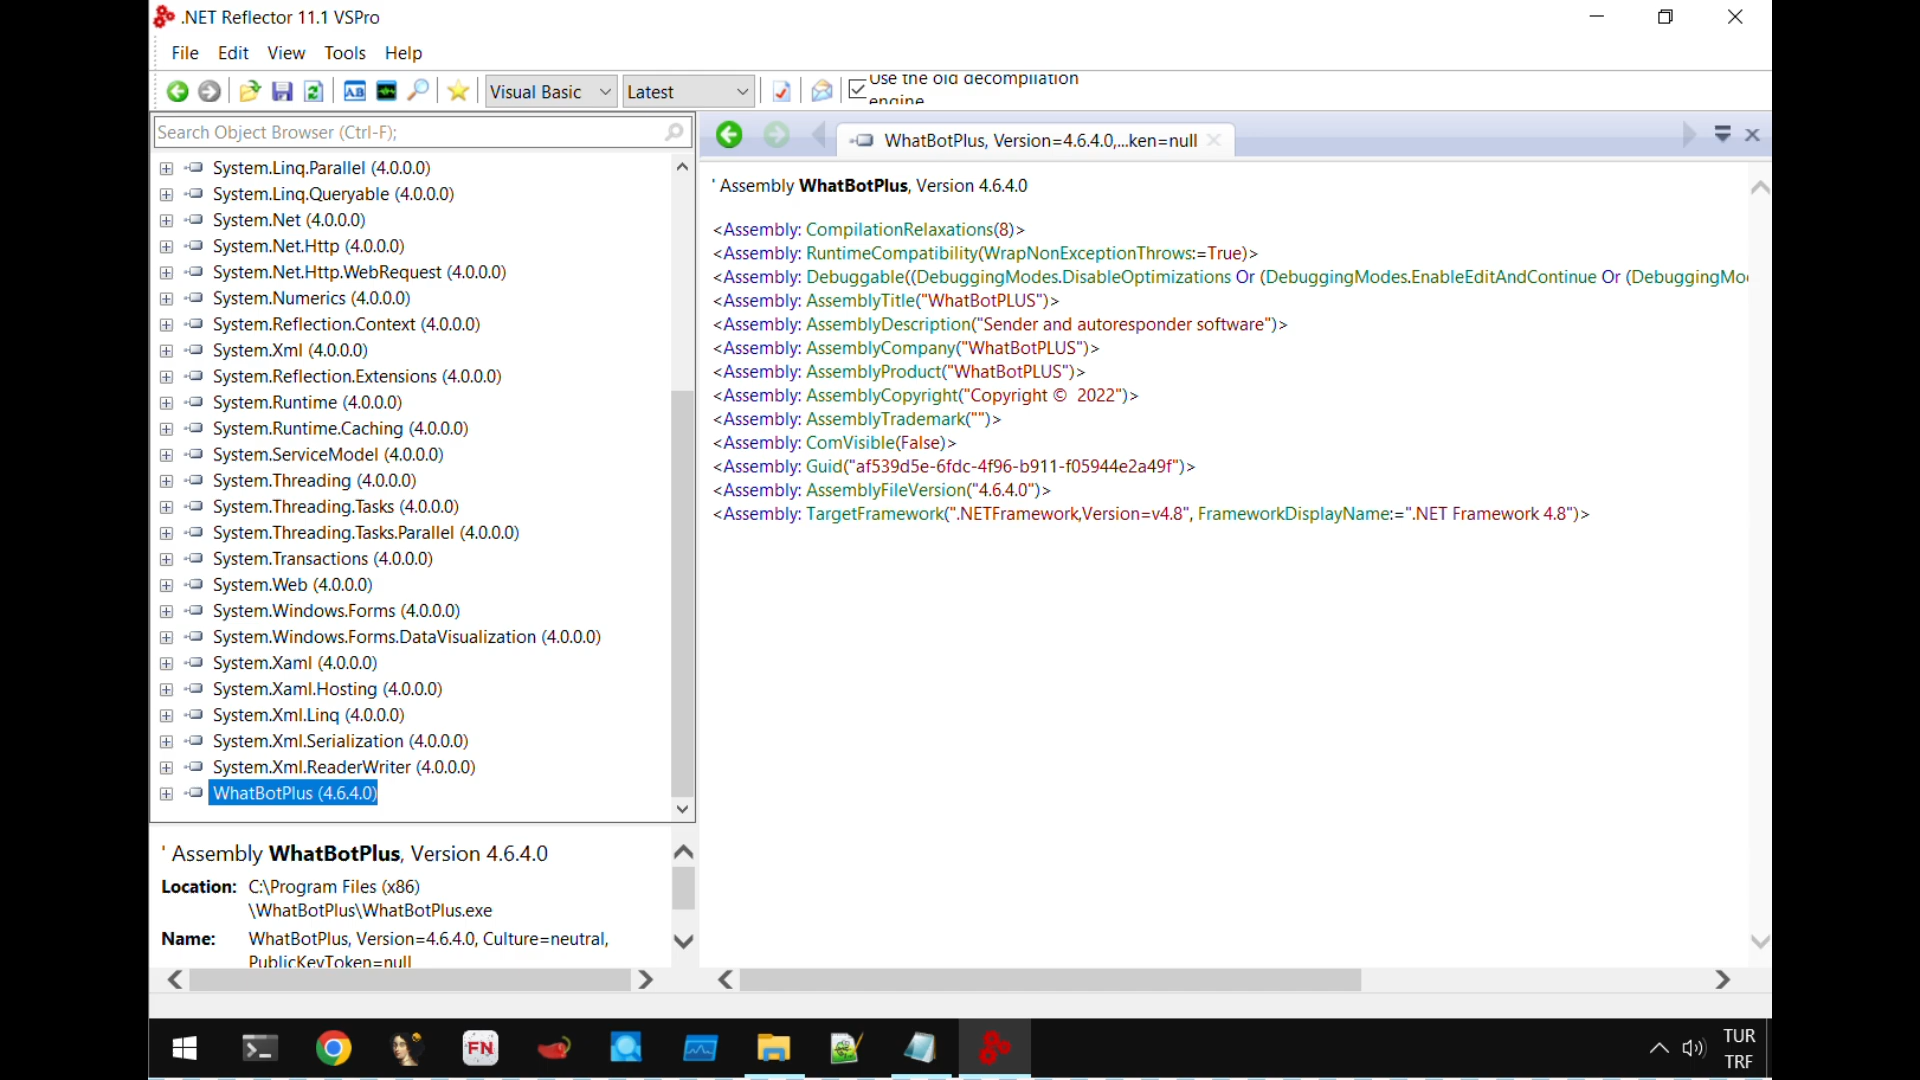 .NET Reflector 11.1 VSPro
File Edit View Tools Help
Visual Basic Latest Use the old decompilation
engine
Search Object Browser (Ctrl-F);
WhatBotPlus, Version=4.6.4.0,...ken=null
System.Linq.Parallel (4.0.0.0)
System.Linq.Queryable (4.0.0.0)
System.Net (4.0.0.0)
System.Net.Http (4.0.0.0)
System.Net.Http.WebRequest (4.0.0.0)
System.Numerics (4.0.0.0)
System.Reflection.Context (4.0.0.0)
System.Xml (4.0.0.0)
System.Reflection.Extensions (4.0.0.0)
System.Runtime (4.0.0.0)
System.Runtime.Caching (4.0.0.0)
System.ServiceModel (4.0.0.0)
System.Threading (4.0.0.0)
System.Threading.Tasks (4.0.0.0)
System.Threading.Tasks.Parallel (4.0.0.0)
System.Transactions (4.0.0.0)
System.Web (4.0.0.0)
System.Windows.Forms (4.0.0.0)
System.Windows.Forms.DataVisualization (4.0.0.0)
System.Xaml (4.0.0.0)
System.Xaml.Hosting (4.0.0.0)
System.Xml.Linq (4.0.0.0)
System.Xml.Serialization (4.0.0.0)
System.Xml.ReaderWriter (4.0.0.0)
WhatBotPlus (4.6.4.0)
' Assembly WhatBotPlus, Version 4.6.4.0
Location: C:\Program Files (x86)
\WhatBotPlus\WhatBotPlus.exe
Name: WhatBotPlus, Version=4.6.4.0, Culture=neutral,
PublicKeyToken=null
' Assembly WhatBotPlus, Version 4.6.4.0
<Assembly: CompilationRelaxations(8)>
<Assembly: RuntimeCompatibility(WrapNonExceptionThrows:=True)>
<Assembly: Debuggable((DebuggingModes.DisableOptimizations Or (DebuggingModes.EnableEditAndContinue Or (DebuggingMo
<Assembly: AssemblyTitle("WhatBotPLUS")>
<Assembly: AssemblyDescription("Sender and autoresponder software")>
<Assembly: AssemblyCompany("WhatBotPLUS")>
<Assembly: AssemblyProduct("WhatBotPLUS")>
<Assembly: AssemblyCopyright("Copyright © 2022")>
<Assembly: AssemblyTrademark("")>
<Assembly: ComVisible(False)>
<Assembly: Guid("af539d5e-6fdc-4f96-b911-f05944e2a49f")>
<Assembly: AssemblyFileVersion("4.6.4.0")>
<Assembly: TargetFramework(".NETFramework,Version=v4.8", FrameworkDisplayName:=".NET Framework 4.8")>
FN
TUR
TRF